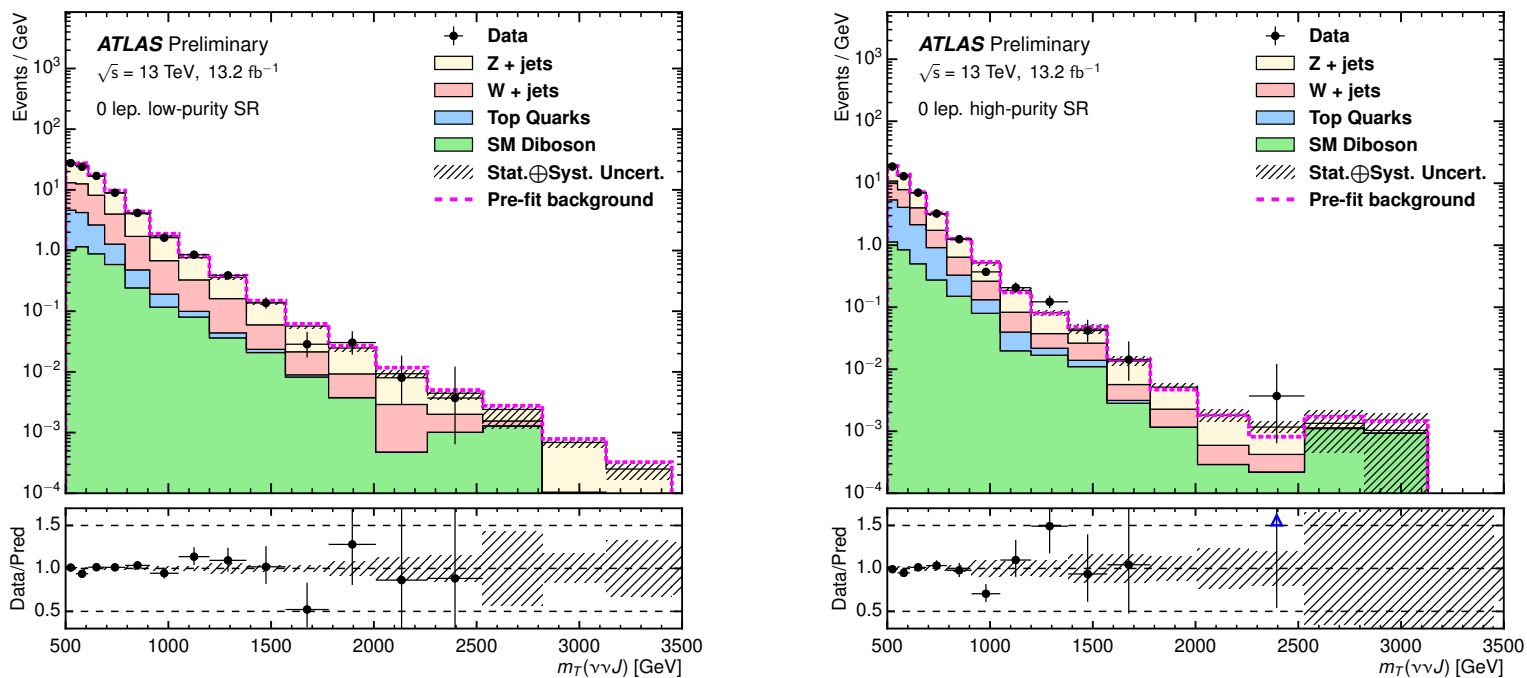 Events / GeV
10³
10²
10
1.0
10⁻¹
10⁻²
10⁻³
10⁻⁴
ATLAS Preliminary
√s = 13 TeV, 13.2 fb⁻¹
0 lep. low-purity SR
Data
Z + jets
W + jets
Top Quarks
SM Diboson
Stat.⊕Syst. Uncert.
Pre-fit background
Data/Pred
1.5
1.0
0.5
500 1000 1500 2000 2500 3000 3500
m_T(ννJ) [GeV]
Events / GeV
10³
10²
10
1.0
10⁻¹
10⁻²
10⁻³
10⁻⁴
ATLAS Preliminary
√s = 13 TeV, 13.2 fb⁻¹
0 lep. high-purity SR
Data
Z + jets
W + jets
Top Quarks
SM Diboson
Stat.⊕Syst. Uncert.
Pre-fit background
Data/Pred
1.5
1.0
0.5
500 1000 1500 2000 2500 3000 3500
m_T(ννJ) [GeV]